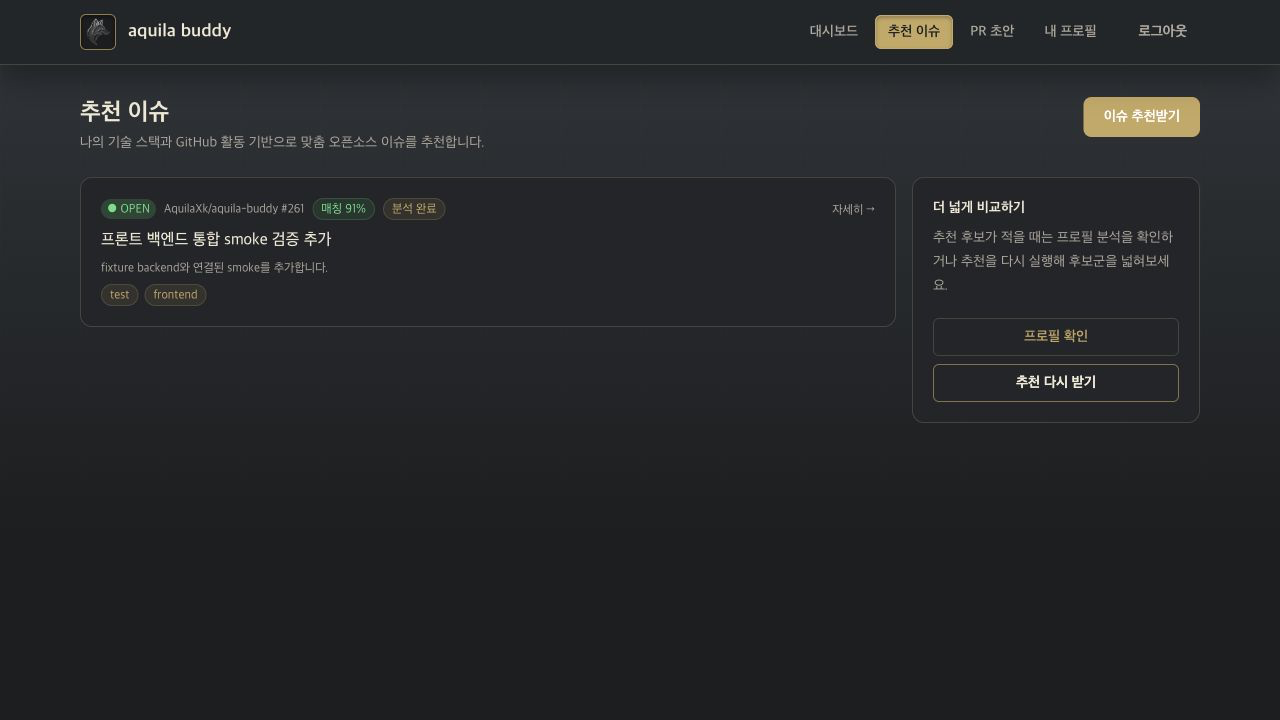 aquila buddy
대시보드
추천 이슈
PR 초안
내 프로필
로그아웃
추천 이슈
나의 기술 스택과 GitHub 활동 기반으로 맞춤 오픈소스 이슈를 추천합니다.
이슈 추천받기
OPEN AquilaXk/aquila-buddy #261 매칭 91% 분석 완료 자세히 →
프론트 백엔드 통합 smoke 검증 추가
fixture backend와 연결된 smoke를 추가합니다.
test frontend
더 넓게 비교하기
추천 후보가 적을 때는 프로필 분석을 확인하
거나 추천을 다시 실행해 후보군을 넓혀보세
요.
프로필 확인
추천 다시 받기